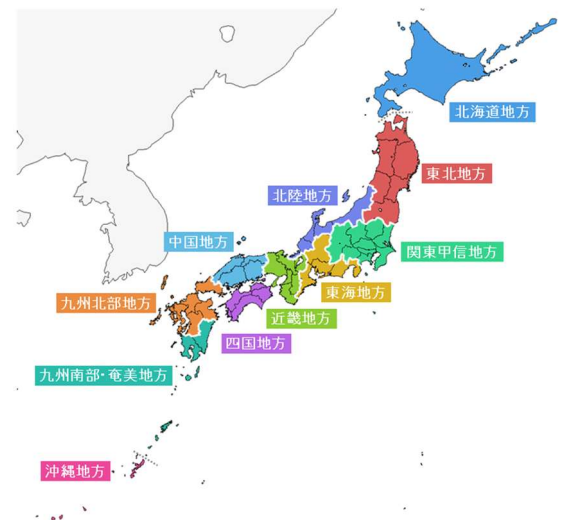 北海道地方
東北地方
北陸地方
中国地方
関東甲信地方
東海地方
九州北部地方
近畿地方
四国地方
九州南部・奄美地方
沖縄地方